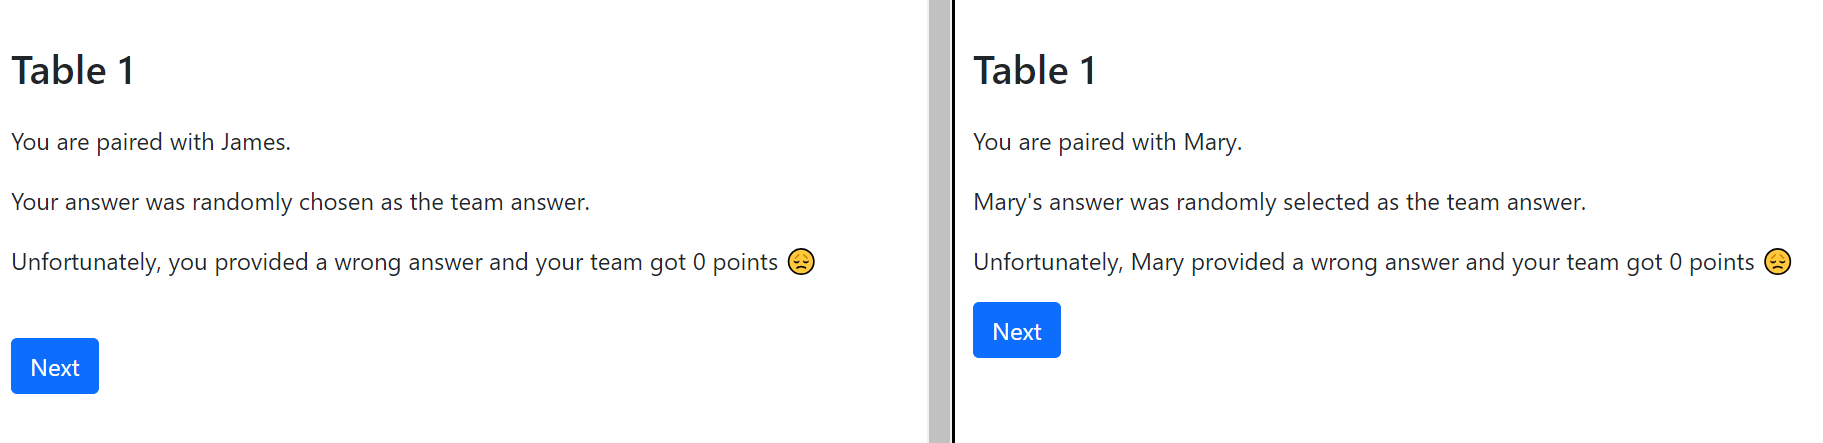 Table 1
You are paired with James.
Your answer was randomly chosen as the team answer.
Unfortunately, you provided a wrong answer and your team got 0 points 😔
Next
Table 1
You are paired with Mary.
Mary's answer was randomly selected as the team answer.
Unfortunately, Mary provided a wrong answer and your team got 0 points 😔
Next